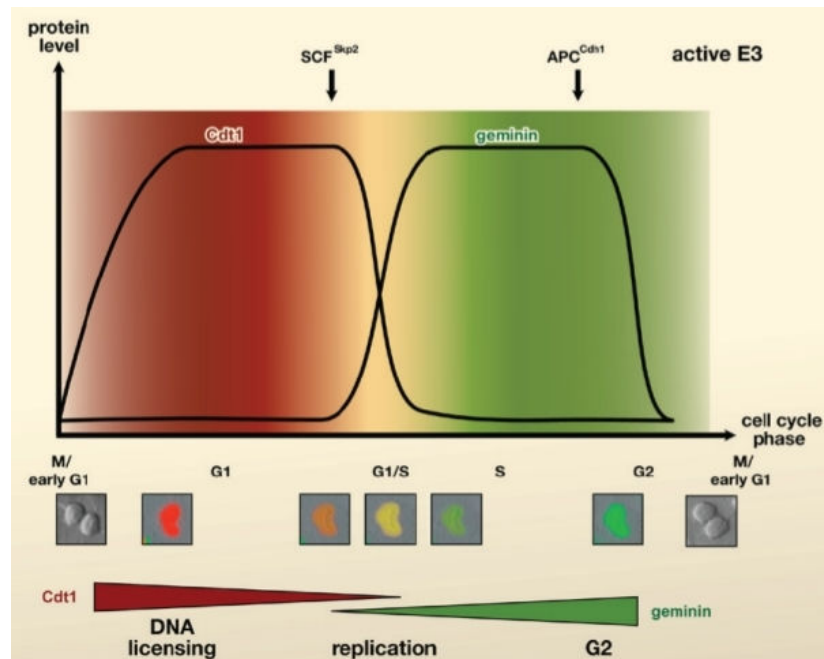 protein
level
SCF^Skp2
APC^Cdh1
active E3
Cdt1
geminin
cell cycle
phase
M/
early G1
G1
G1/S
S
G2
M/
early G1
Cdt1
geminin
DNA
licensing
replication
G2